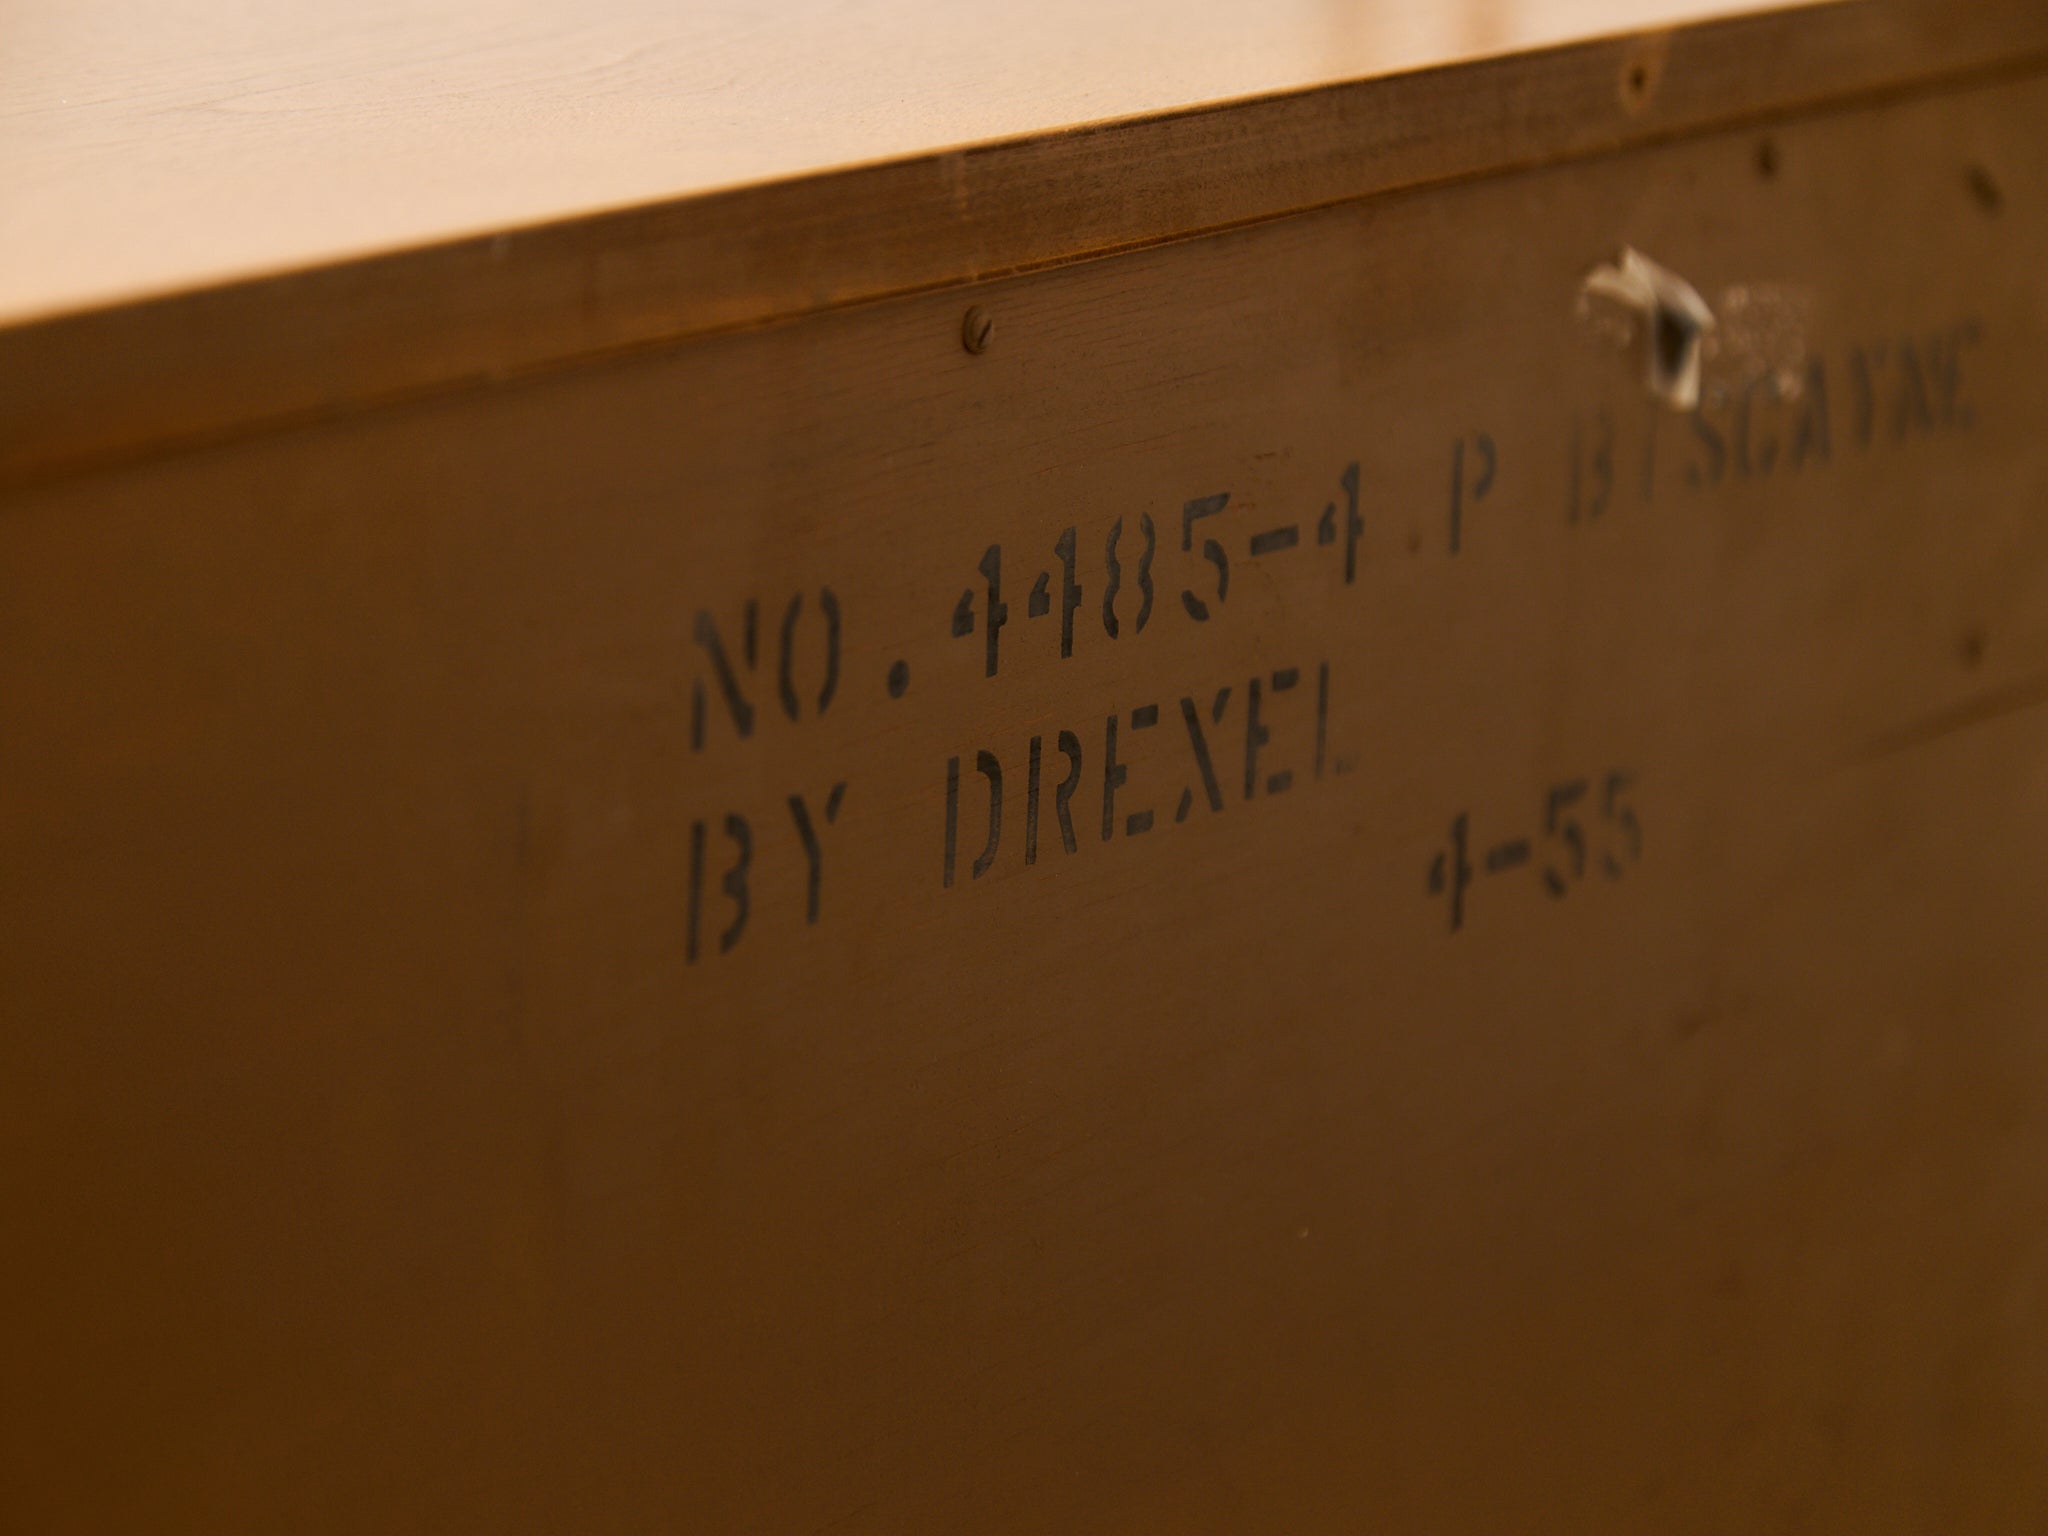 NO. 4485-4 P BISCAYNE
BY DREXEL
4-55